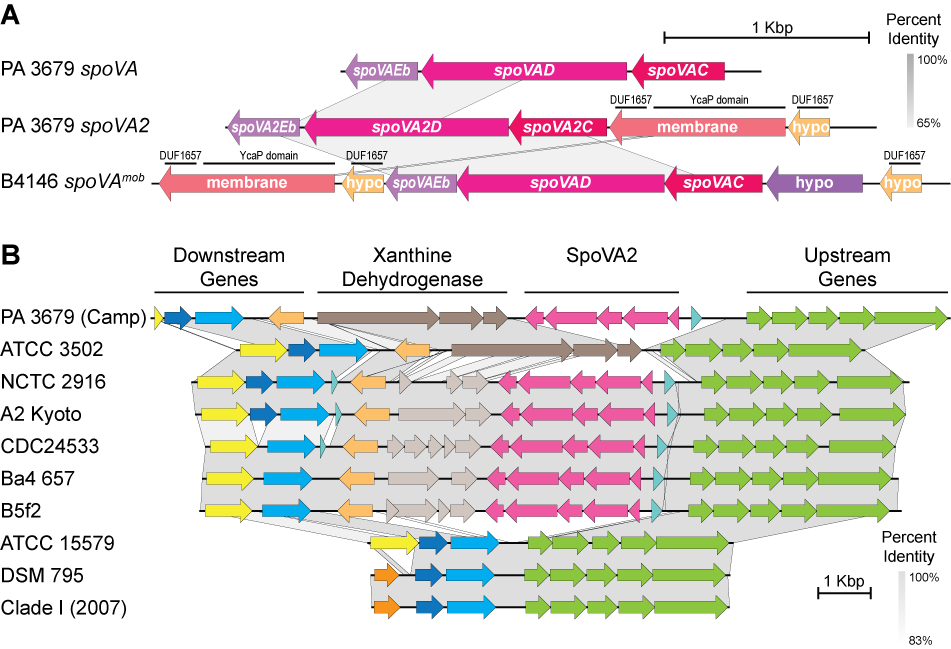 A
1 Kbp
Percent
Identity
100%
65%
PA 3679 spoVA
spoVAEb
spoVAD
spoVAC
DUF1657
YcaP domain
DUF1657
PA 3679 spoVA2
spoVA2Eb
spoVA2D
spoVA2C
membrane
hypo
DUF1657
YcaP domain
DUF1657
DUF1657
B4146 spoVAmob
membrane
hypo
spoVAEb
spoVAD
spoVAC
hypo
hypo
B
Downstream
Genes
Xanthine
Dehydrogenase
SpoVA2
Upstream
Genes
PA 3679 (Camp)
ATCC 3502
NCTC 2916
A2 Kyoto
CDC24533
Ba4 657
B5f2
ATCC 15579
DSM 795
Clade I (2007)
1 Kbp
Percent
Identity
100%
83%